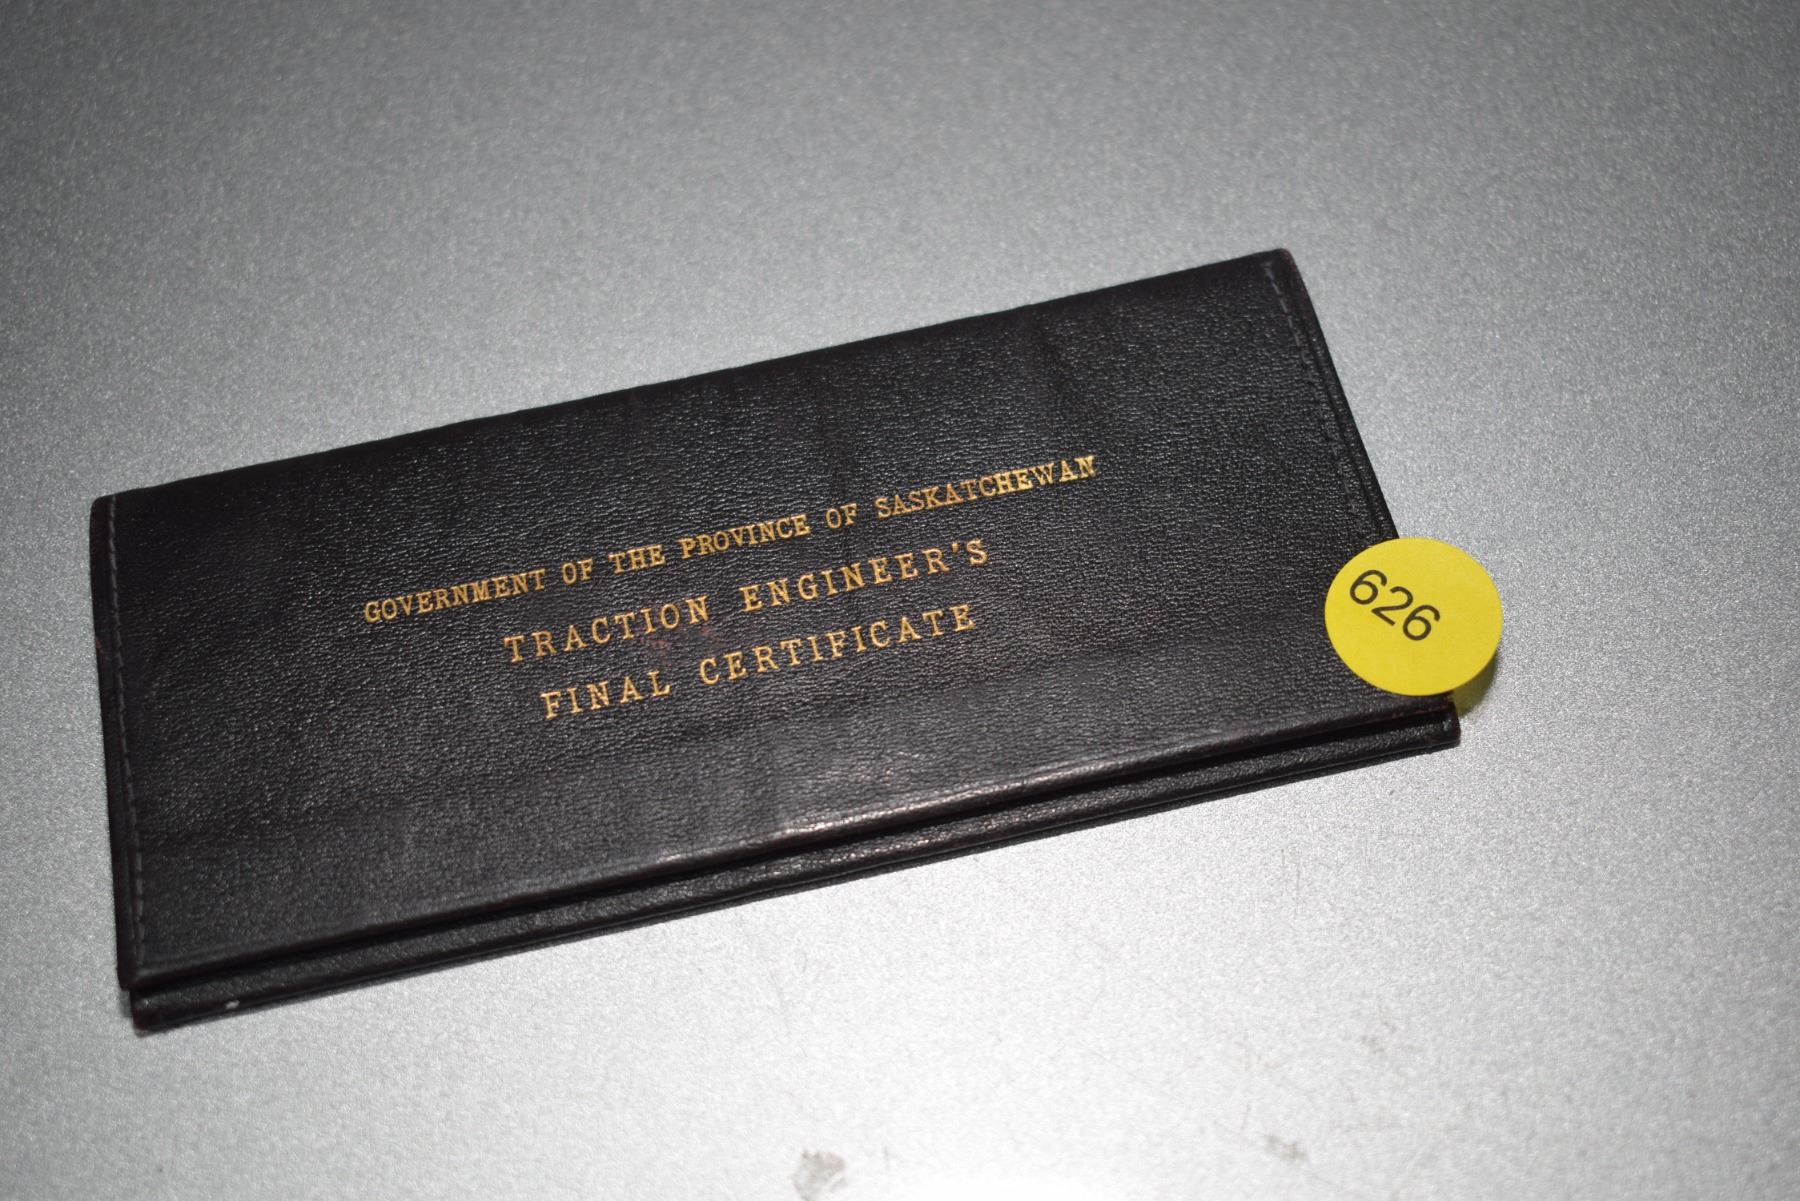 GOVERNMENT OF THE PROVINCE OF SASKATCHEWAN
TRACTION ENGINEER'S
FINAL CERTIFICATE
626